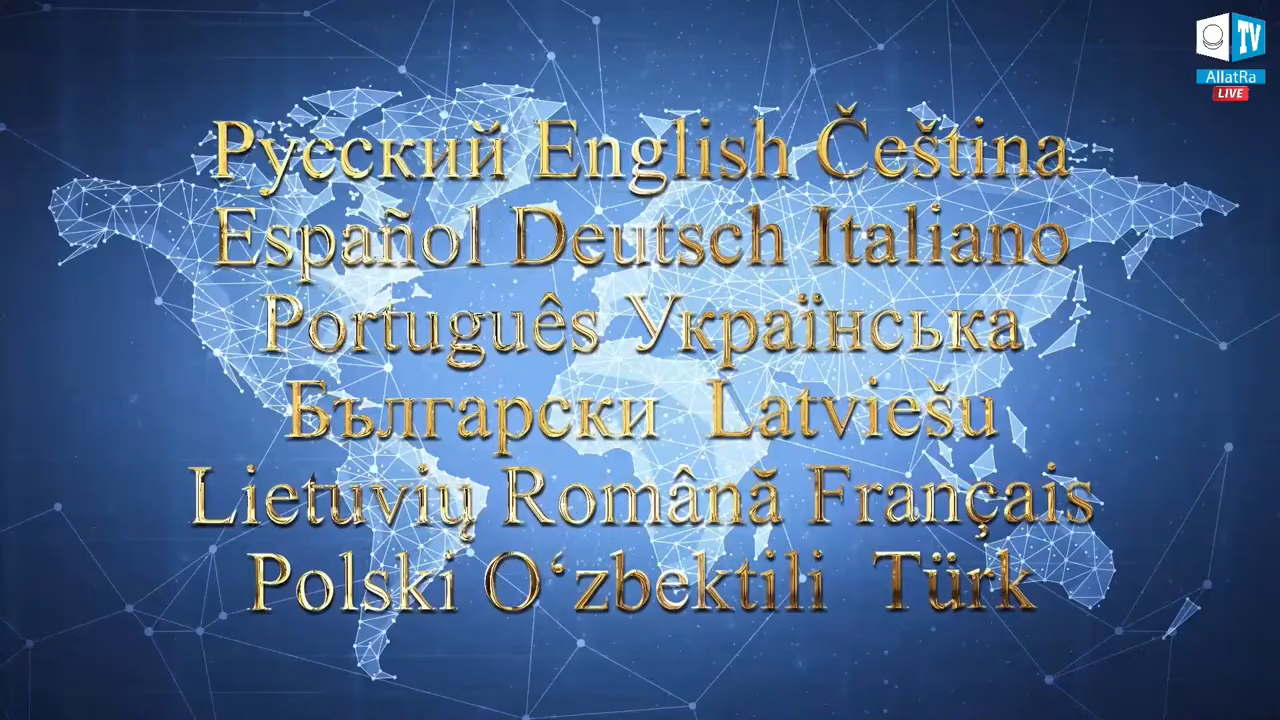 Русский English Čeština
Español Deutsch Italiano
Português Українська
Български Latviešu
Lietuvių Română Français
Polski O‘zbektili Türk
TV
AllatRa
LIVE